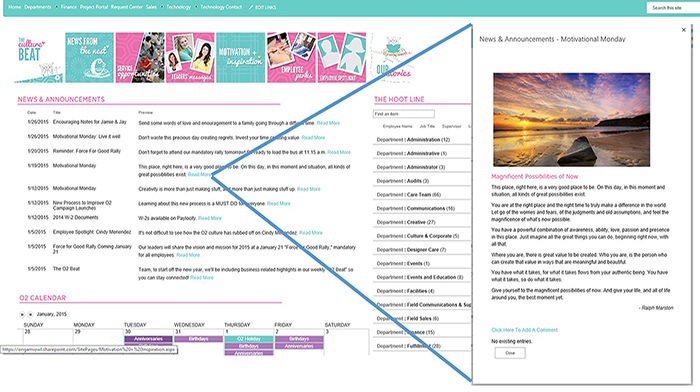 Home Departments Finance Project Portal Request Center Sales Technology Technology Contact EDIT LINKS
Search this site
THE culture BEAT
NEWS FROM the nest
Service opportunities
MOTIVATION + inspiration
EMPLOYEE perks
EMPLOYEE SPOTLIGHT
OUR
NEWS & ANNOUNCEMENTS
Date Title Preview
1/26/2015 Encouraging Notes for Jamie & Jay Send some words of love and encouragement to a family going through a difficult time. Read More
1/26/2015 Motivational Monday: Live it well Don't waste this precious day creating regrets. Invest your time creating value. Read More
1/20/2015 Reminder: Force For Good Rally Don't forget to attend our mandatory rally tomorrow! Be ready to load the bus at 11:15 a.m. Read More
1/19/2015 Motivational Monday This place, right here, is a very good place to be. On this day, in this moment and situation, all kinds of
great possibilities exist. Read More
1/12/2015 Motivational Monday Creativity is more than just making stuff, and more than just making stuff up. Read More
1/12/2015 New Process to Improve O2 Campaign Launches Learning about this new process is a MUST DO for everyone. Read More
1/12/2015 2014 W-2 Documents W-2s available on Paylocity. Read More
1/5/2015 Employee Spotlight: Cindy Menendez It's not difficult to see how the O2 culture has rubbed off on Cindy Menendez. Read More
1/5/2015 Force for Good Rally Coming January 21 Our leaders will share the vision and mission for 2015 at a January 21 "Force for Good Rally," mandatory
for all employees. Read More
1/5/2015 The O2 Beat Team, to start off the new year, we'll be including business-related highlights in our weekly "O2 Beat" so
you can stay connected! Read More
O2 CALENDAR
January, 2015
SUNDAY MONDAY TUESDAY WEDNESDAY THURSDAY FRIDAY SATURDAY
28 29 30 31 1 2 3
Anniversaries Birthdays O2 Holiday Anniversaries Birthdays
Birthdays Anniversaries Birthdays
Birthdays
THE HOOT LINE
Find an item
Employee Name Job Title Supervisor
Department | Administration (12)
Department | Administrative (1)
Department | Administrator (3)
Department | Audits (3)
Department | Care Team (66)
Department | Communications (16)
Department | Creative (27)
Department | Culture & Corporate (5)
Department | Designer Care (7)
Department | Events (1)
Department | Events and Education (8)
Department | Facilities (4)
Department | Field Communications & Sup
Department | Field Sales (6)
Department | Finance (15)
Department | Fulfillment (28)
News & Announcements - Motivational Monday
Magnificent Possibilities of Now
This place, right here, is a very good place to be. On this day, in this moment
and situation, all kinds of great possibilities exist.
You are at the right place and the right time to truly make a difference in the world.
Let go of the worries and fears, of the judgments and old assumptions, and feel the
magnificence of what's now possible.
You have a powerful combination of awareness, ability, love, passion and presence
in this place. Just imagine all the great things you can do, beginning right now, with
all that.
Where you are, there is great value to be created. Who you are, is the person who
can create that value in ways that are meaningful and beautiful.
You have what it takes, for what it takes flows from your authentic being. You have
what it takes, so do what it takes.
Give yourself to the magnificent possibilities of now. And give your life, and all of life
around you, the best moment yet.
- Ralph Marston
Click Here To Add A Comment
No existing entries.
Close